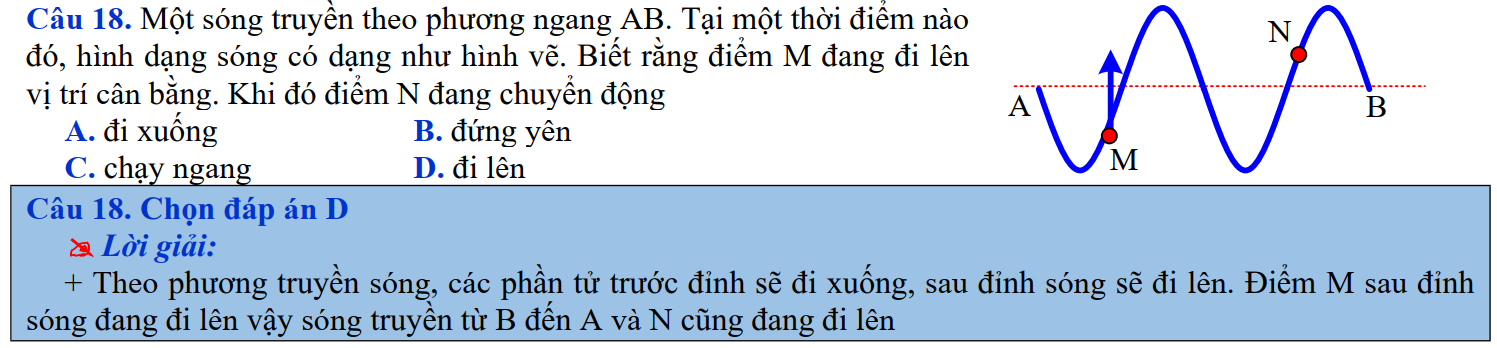 Câu 18. Một sóng truyền theo phương ngang AB. Tại một thời điểm nào
đó, hình dạng sóng có dạng như hình vẽ. Biết rằng điểm M đang đi lên
vị trí cân bằng. Khi đó điểm N đang chuyển động
A. đi xuống B. đứng yên
C. chạy ngang D. đi lên
N
A
B
M
Câu 18. Chọn đáp án D
Lời giải:
+ Theo phương truyền sóng, các phần tử trước đỉnh sẽ đi xuống, sau đỉnh sóng sẽ đi lên. Điểm M sau đỉnh
sóng đang đi lên vậy sóng truyền từ B đến A và N cũng đang đi lên